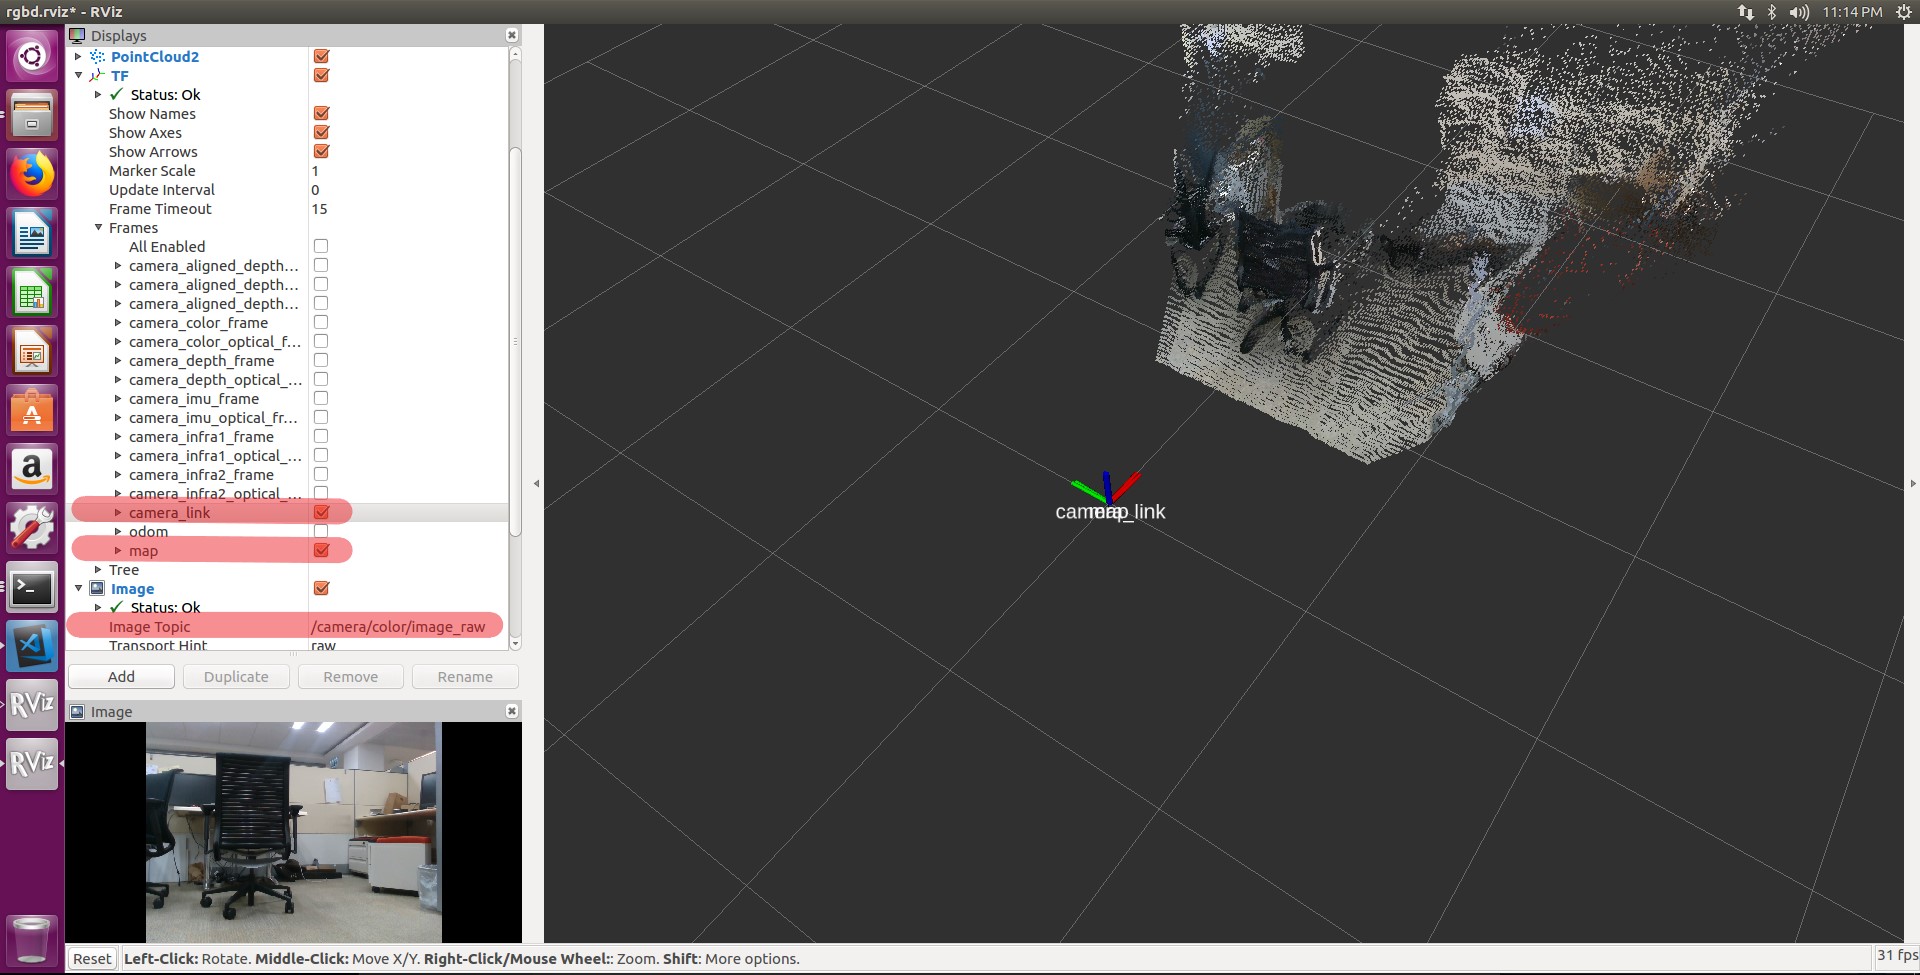 rgbd.rviz* - RViz
11:14 PM
Displays
PointCloud2
TF
Status: Ok
Show Names
Show Axes
Show Arrows
Marker Scale 1
Update Interval 0
Frame Timeout 15
Frames
All Enabled
camera_aligned_depth...
camera_aligned_depth...
camera_aligned_depth...
camera_color_frame
camera_color_optical_f...
camera_depth_frame
camera_depth_optical_...
camera_imu_frame
camera_imu_optical_fr...
camera_infra1_frame
camera_infra1_optical_...
camera_infra2_frame
camera_infra2_optical_...
camera_link
odom
map
Tree
Image
Status: Ok
Image Topic /camera/color/image_raw
Transport Hint raw
Add Duplicate Remove Rename
Image
camera_link
map
RViz
RViz
Reset Left-Click: Rotate. Middle-Click: Move X/Y. Right-Click/Mouse Wheel:: Zoom. Shift: More options.
31 fps